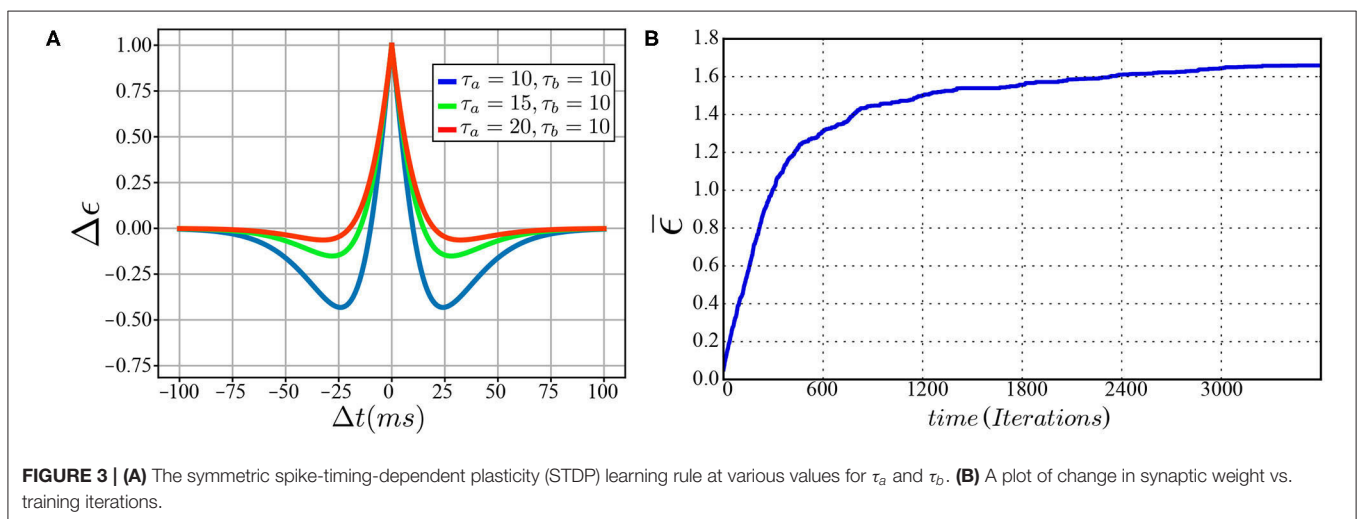 A
1.00
0.75
0.50
0.25
0.00
−0.25
−0.50
−0.75
Δϵ
τa = 10, τb = 10
τa = 15, τb = 10
τa = 20, τb = 10
−100 −75 −50 −25 0 25 50 75 100
Δt(ms)
B
1.8
1.6
1.4
1.2
1.0
0.8
0.6
0.4
0.2
0.0
ϵ̄
0 600 1200 1800 2400 3000
time (Iterations)
FIGURE 3 | (A) The symmetric spike-timing-dependent plasticity (STDP) learning rule at various values for τa and τb. (B) A plot of change in synaptic weight vs.
training iterations.